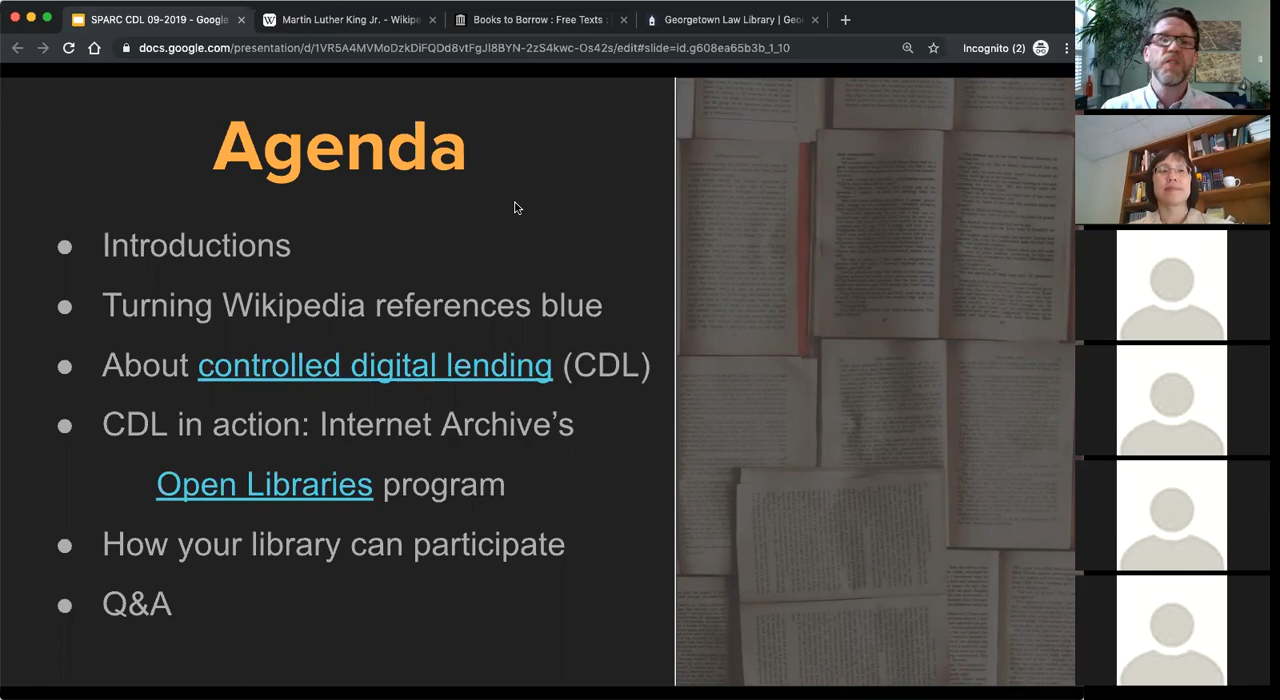 SPARC CDL 09-2019 - Google
Martin Luther King Jr. - Wikipe
Books to Borrow : Free Texts :
Georgetown Law Library | Geo
docs.google.com/presentation/d/1VR5A4MVMoDzkDiFQDd8vtFgJI8BYN-2zS4kwc-Os42s/edit#slide=id.g608ea65b3b_1_10
Incognito (2)
Agenda
Introductions
Turning Wikipedia references blue
About controlled digital lending (CDL)
CDL in action: Internet Archive’s
Open Libraries program
How your library can participate
Q&A